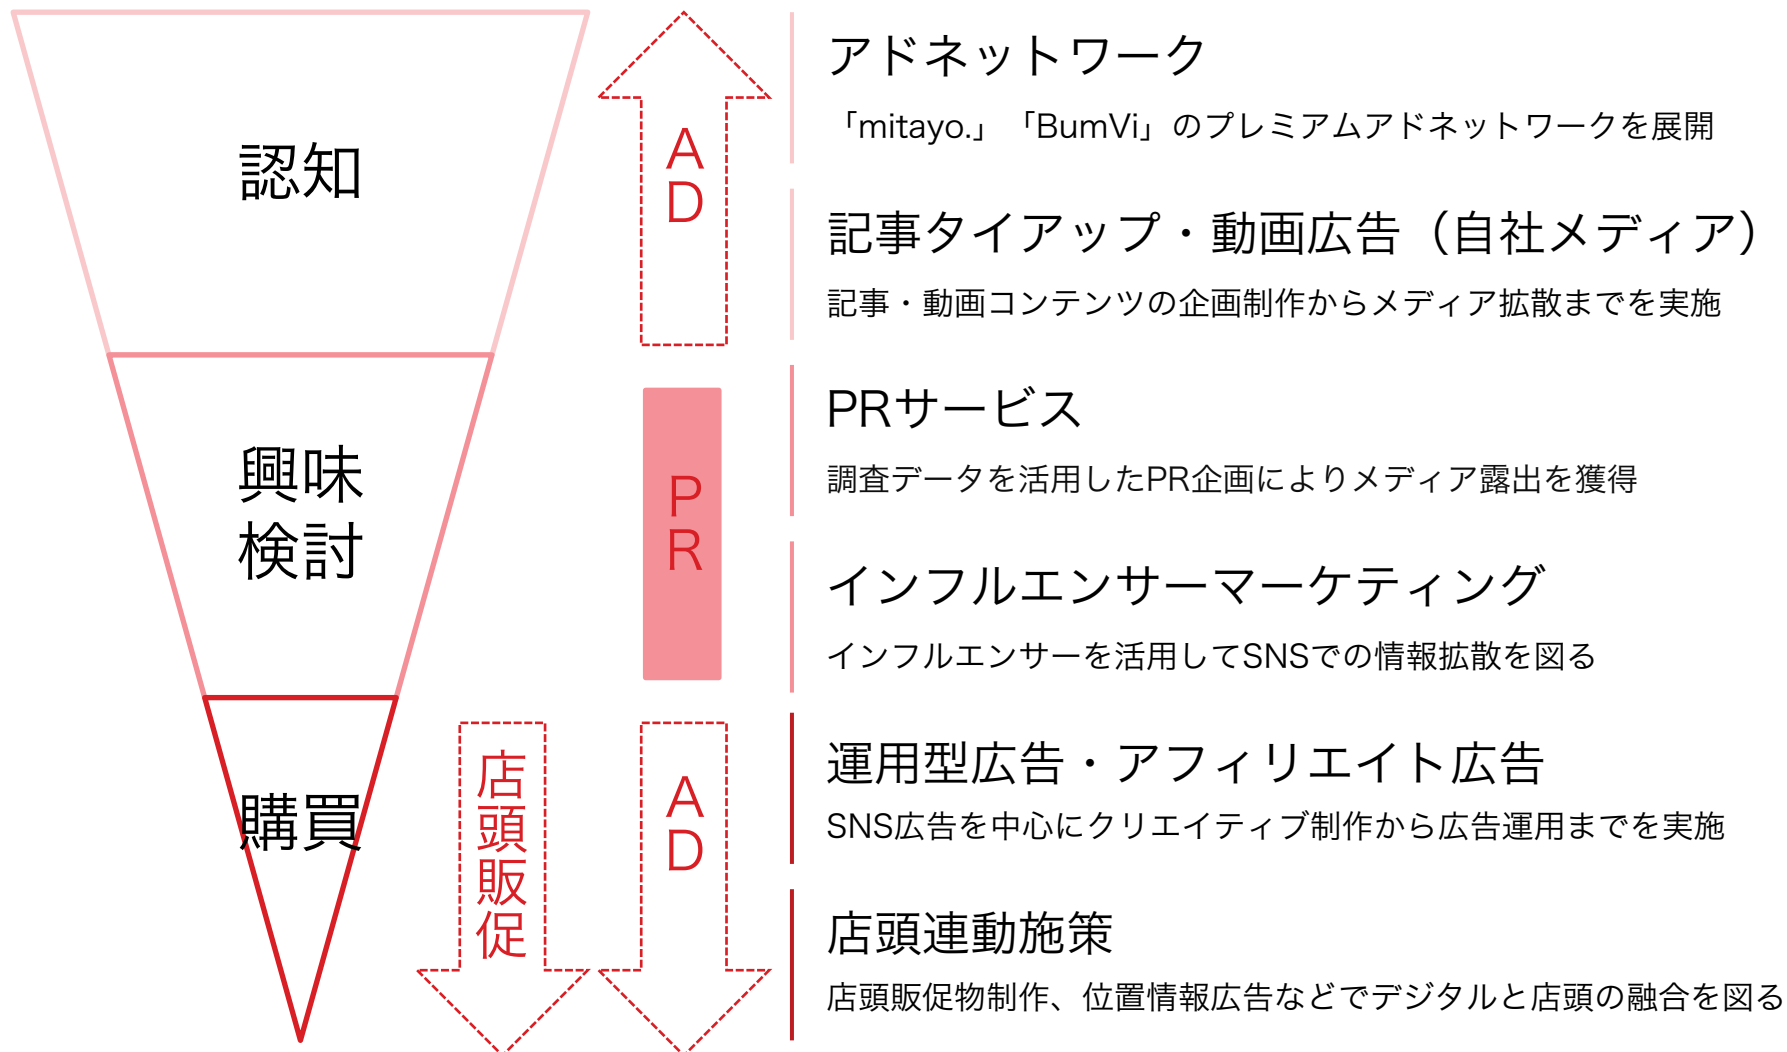 認知
興味
検討
購買
AD
PR
店頭販促
AD
アドネットワーク
「mitayo.」「BumVi」のプレミアムアドネットワークを展開
記事タイアップ・動画広告（自社メディア）
記事・動画コンテンツの企画制作からメディア拡散までを実施
PRサービス
調査データを活用したPR企画によりメディア露出を獲得
インフルエンサーマーケティング
インフルエンサーを活用してSNSでの情報拡散を図る
運用型広告・アフィリエイト広告
SNS広告を中心にクリエイティブ制作から広告運用までを実施
店頭連動施策
店頭販促物制作、位置情報広告などでデジタルと店頭の融合を図る